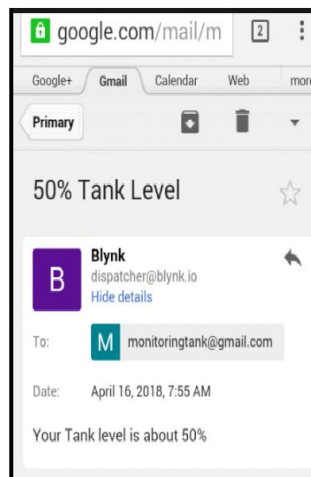 google.com/mail/m 2
Google+ Gmail Calendar Web more
Primary
50% Tank Level
B Blynk
dispatcher@blynk.io
Hide details
To: M monitoringtank@gmail.com
Date: April 16, 2018, 7:55 AM
Your Tank level is about 50%